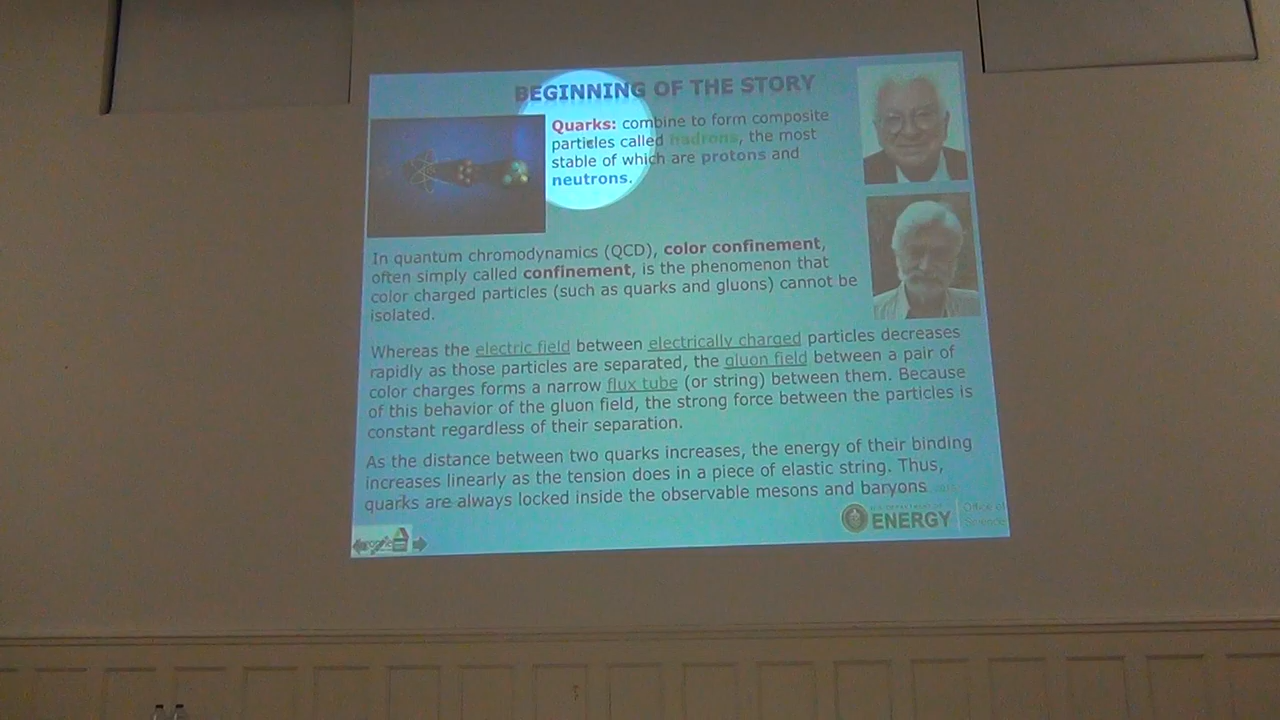 BEGINNING OF THE STORY
Quarks: combine to form composite
particles called hadrons, the most
stable of which are protons and
neutrons.
In quantum chromodynamics (QCD), color confinement,
often simply called confinement, is the phenomenon that
color charged particles (such as quarks and gluons) cannot be
isolated.
Whereas the electric field between electrically charged particles decreases
rapidly as those particles are separated, the gluon field between a pair of
color charges forms a narrow flux tube (or string) between them. Because
of this behavior of the gluon field, the strong force between the particles is
constant regardless of their separation.
As the distance between two quarks increases, the energy of their binding
increases linearly as the tension does in a piece of elastic string. Thus,
quarks are always locked inside the observable mesons and baryons
U.S. DEPARTMENT OF
ENERGY
Office of
Science